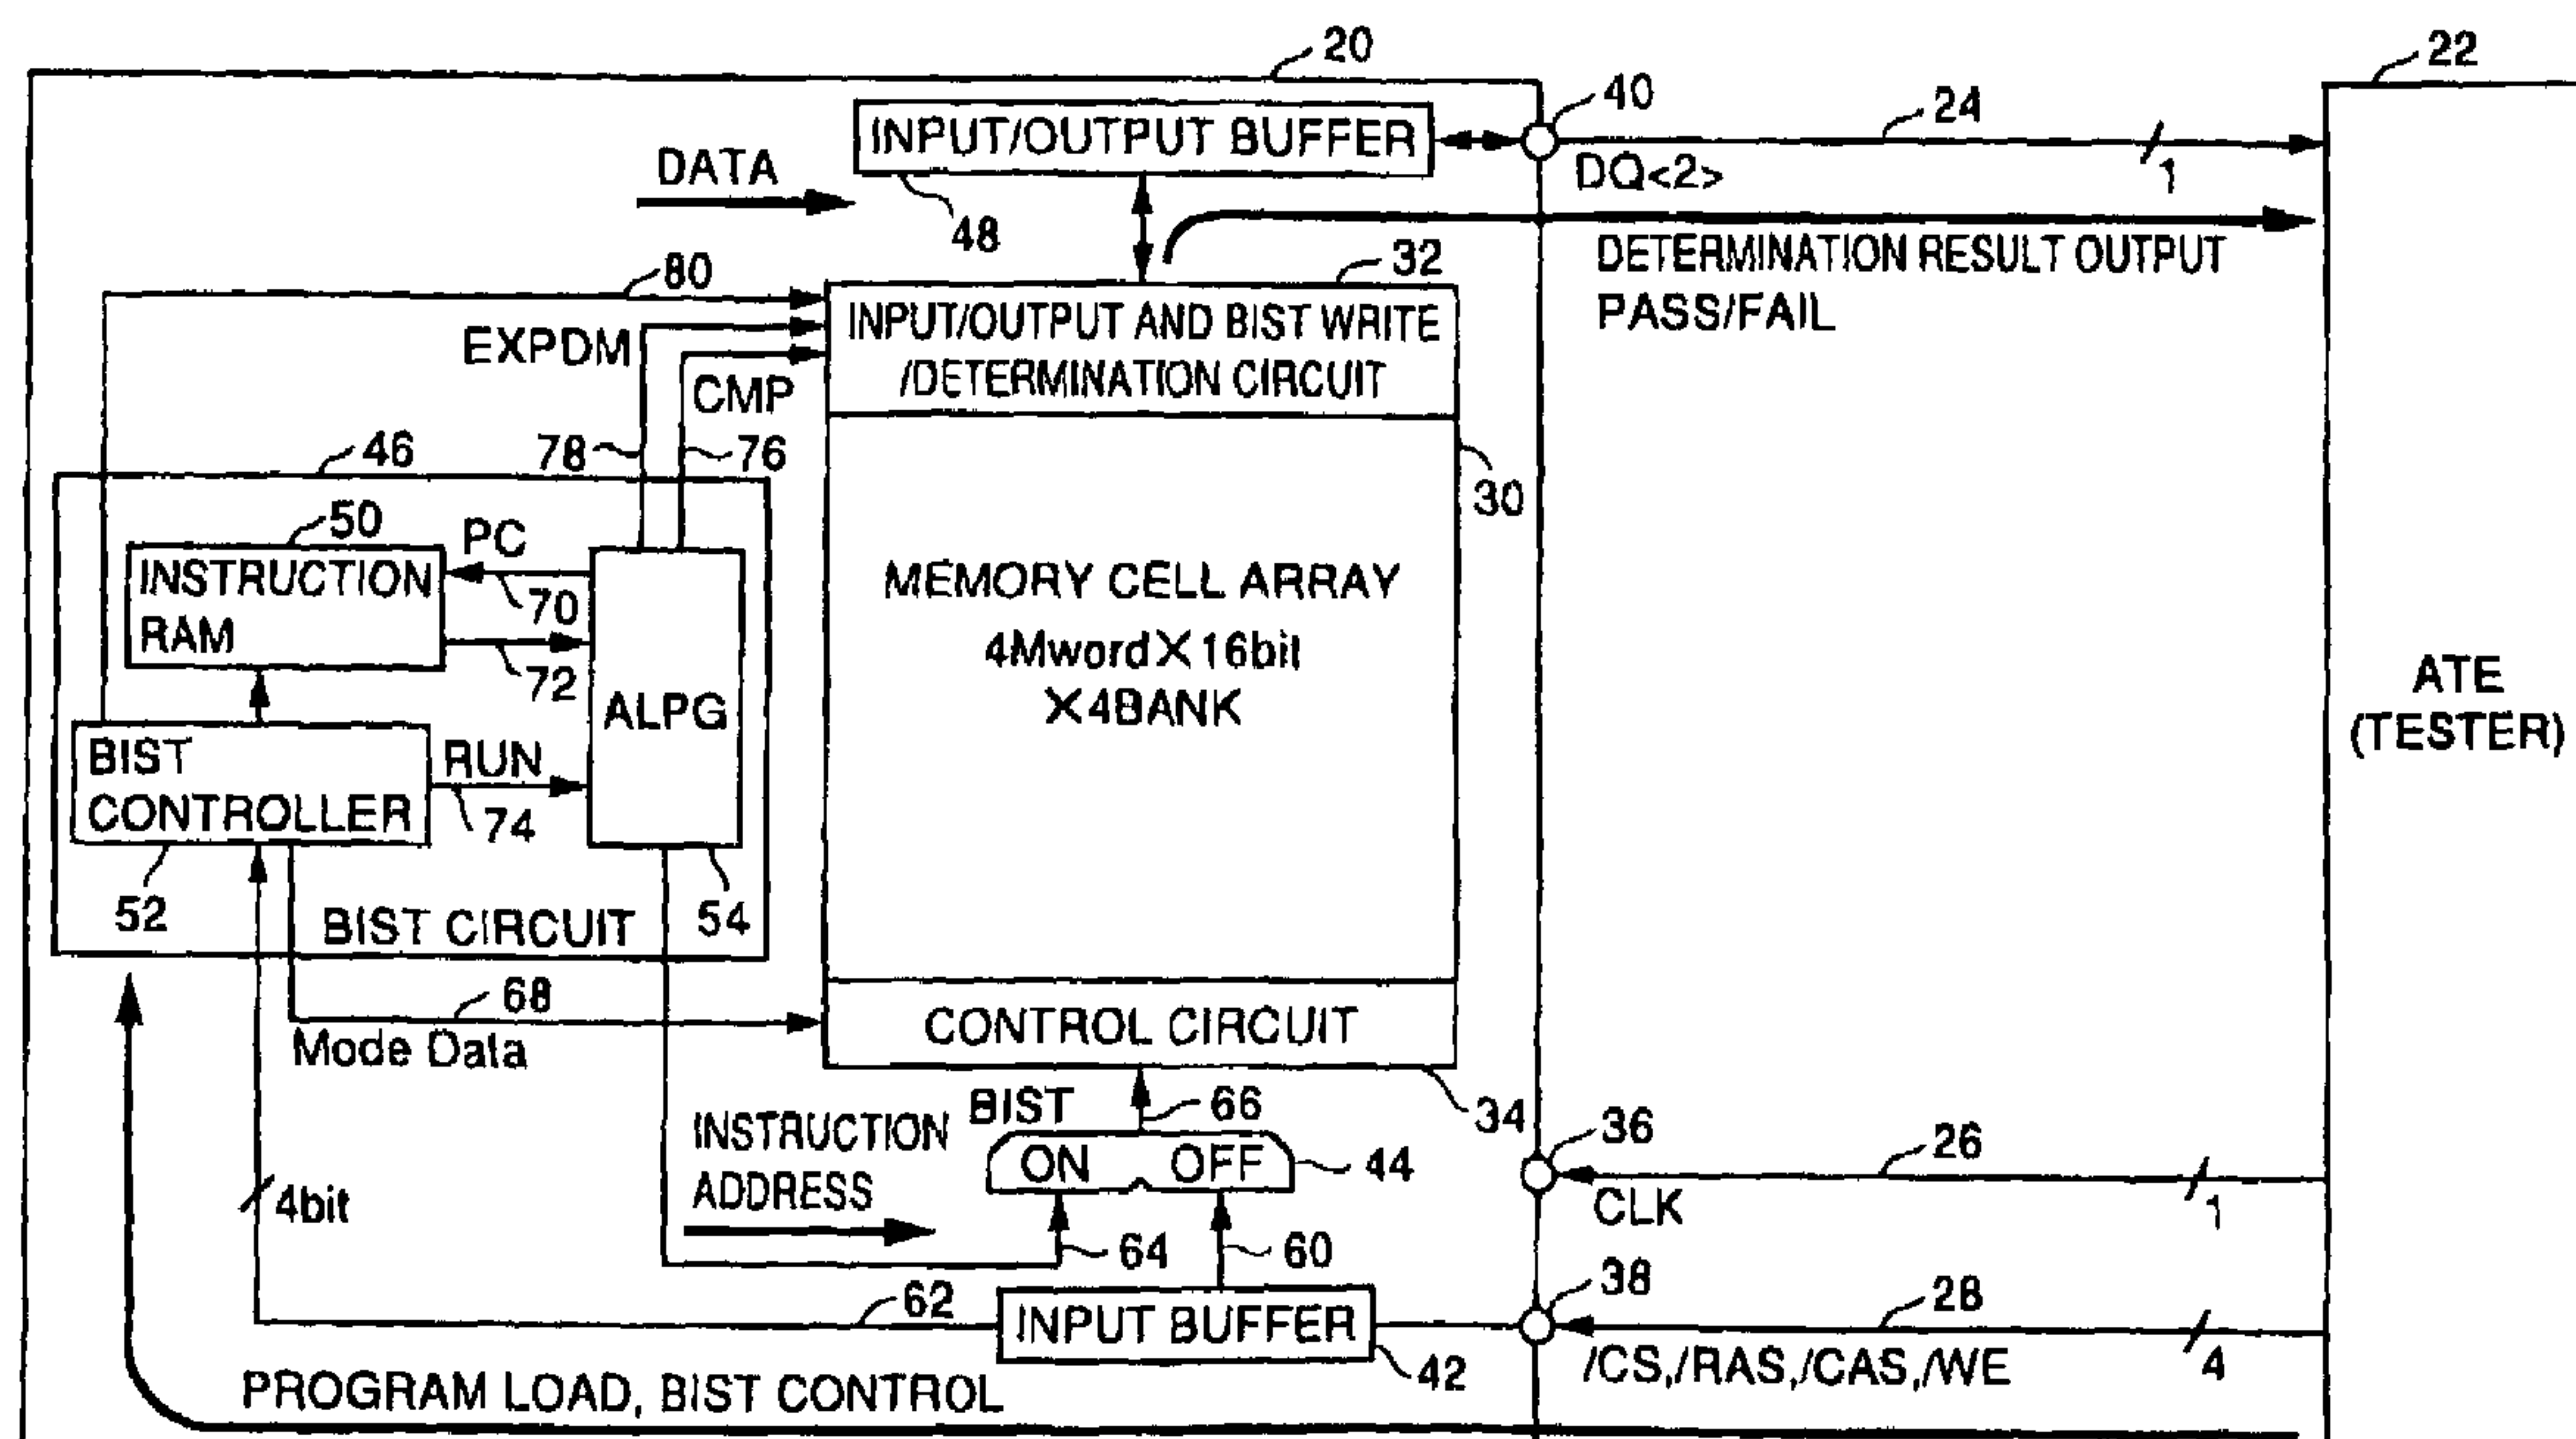 20
22
40
24
INPUT/OUTPUT BUFFER
DQ<2>
1
DATA
48
DETERMINATION RESULT OUTPUT
PASS/FAIL
80
32
INPUT/OUTPUT AND BIST WRITE
/DETERMINATION CIRCUIT
EXPDM
CMP
78
76
46
30
50
PC
INSTRUCTION
RAM
70
72
ALPG
MEMORY CELL ARRAY
4Mword×16bit
×4BANK
ATE
(TESTER)
BIST
CONTROLLER
RUN
74
52
BIST CIRCUIT
54
68
Mode Data
CONTROL CIRCUIT
34
BIST
66
INSTRUCTION
ADDRESS
ON
OFF
44
36
26
CLK
1
4bit
64
60
62
INPUT BUFFER
42
38
28
/CS,/RAS,/CAS,/WE
4
PROGRAM LOAD, BIST CONTROL